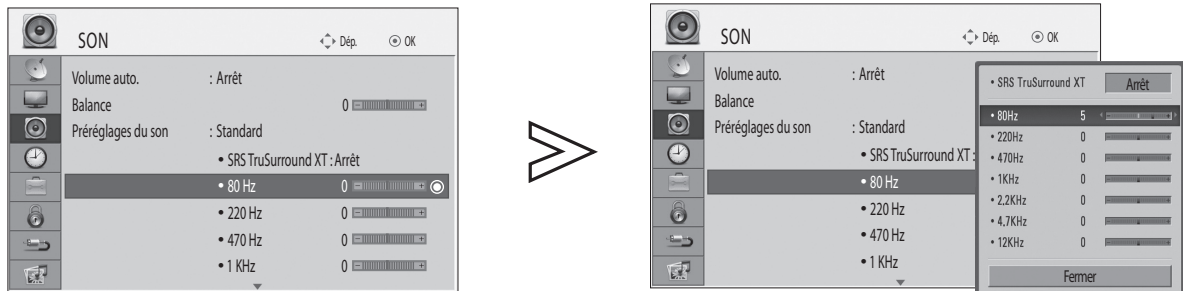 SON Dép. OK
Volume auto. : Arrêt
Balance 0 - +
Préréglages du son : Standard
• SRS TruSurround XT : Arrêt
• 80 Hz 0 - +
• 220 Hz 0 - +
• 470 Hz 0 - +
• 1 KHz 0 - +
SON Dép. OK
Volume auto. : Arrêt
Balance
Préréglages du son : Standard
• SRS TruSurround XT :
• 80 Hz
• 220 Hz
• 470 Hz
• 1 KHz
• SRS TruSurround XT Arrêt
• 80Hz 5
• 220Hz 0
• 470Hz 0
• 1KHz 0
• 2,2KHz 0
• 4,7KHz 0
• 12KHz 0
Fermer